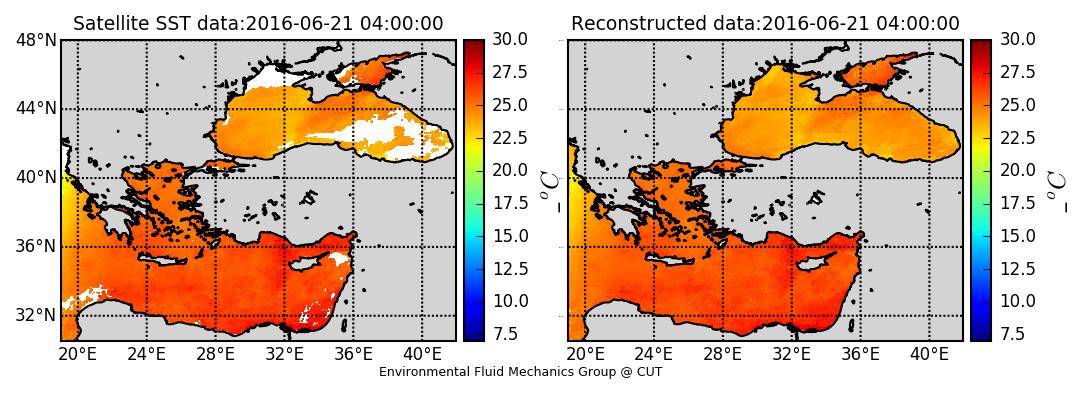 Satellite SST data:2016-06-21 04:00:00
48°N
44°N
40°N
36°N
32°N
20°E 24°E 28°E 32°E 36°E 40°E
30.0
27.5
25.0
22.5
20.0
17.5
15.0
12.5
10.0
7.5
_ °C
Reconstructed data:2016-06-21 04:00:00
20°E 24°E 28°E 32°E 36°E 40°E
30.0
27.5
25.0
22.5
20.0
17.5
15.0
12.5
10.0
7.5
_ °C
Environmental Fluid Mechanics Group @ CUT